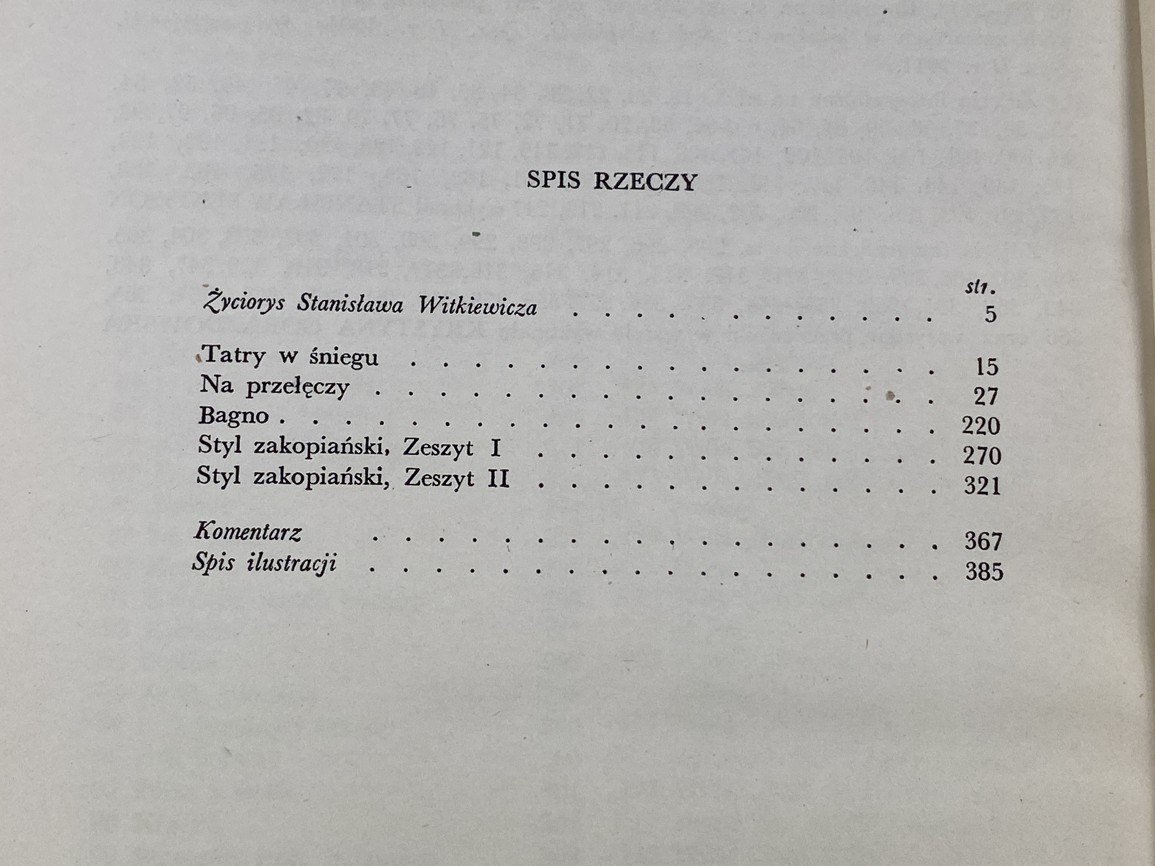 SPIS RZECZY
str.
Życiorys Stanisława Witkiewicza . . . . . . . . . . . . 5
Tatry w śniegu . . . . . . . . . . . . . . . . . 15
Na przełęczy . . . . . . . . . . . . . . . . . . 27
Bagno . . . . . . . . . . . . . . . . . . . . . 220
Styl zakopiański, Zeszyt I . . . . . . . . . . . . . 270
Styl zakopiański, Zeszyt II . . . . . . . . . . . . . 321
Komentarz . . . . . . . . . . . . . . . . . . 367
Spis ilustracji . . . . . . . . . . . . . . . . . . 385